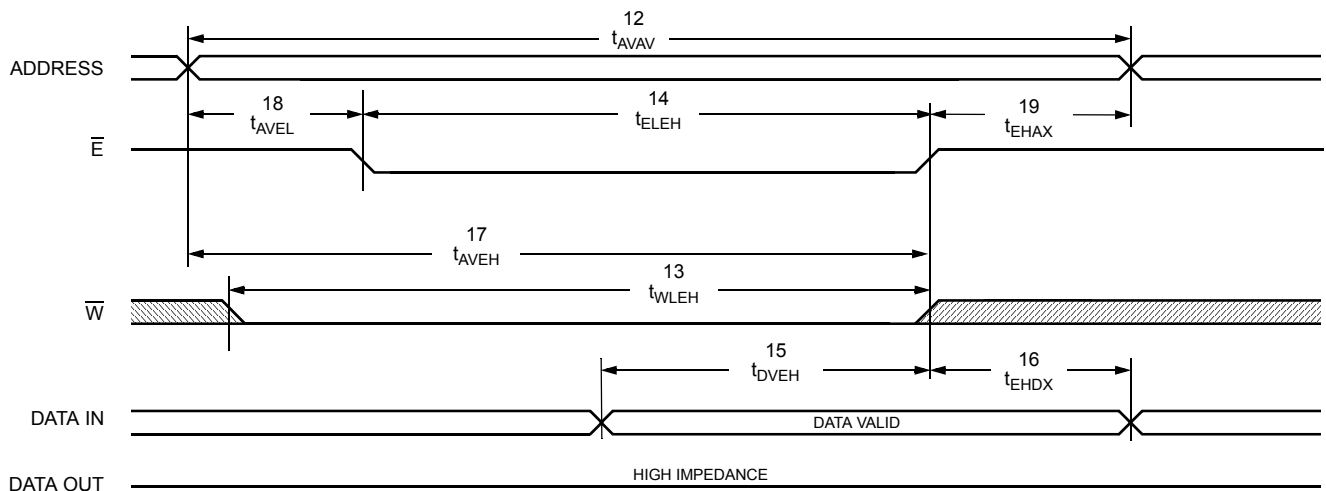 12
tAVAV
ADDRESS
18
tAVEL
14
tELEH
19
tEHAX
E̅
17
tAVEH
13
tWLEH
W̅
15
tDVEH
16
tEHDX
DATA IN
DATA VALID
DATA OUT
HIGH IMPEDANCE